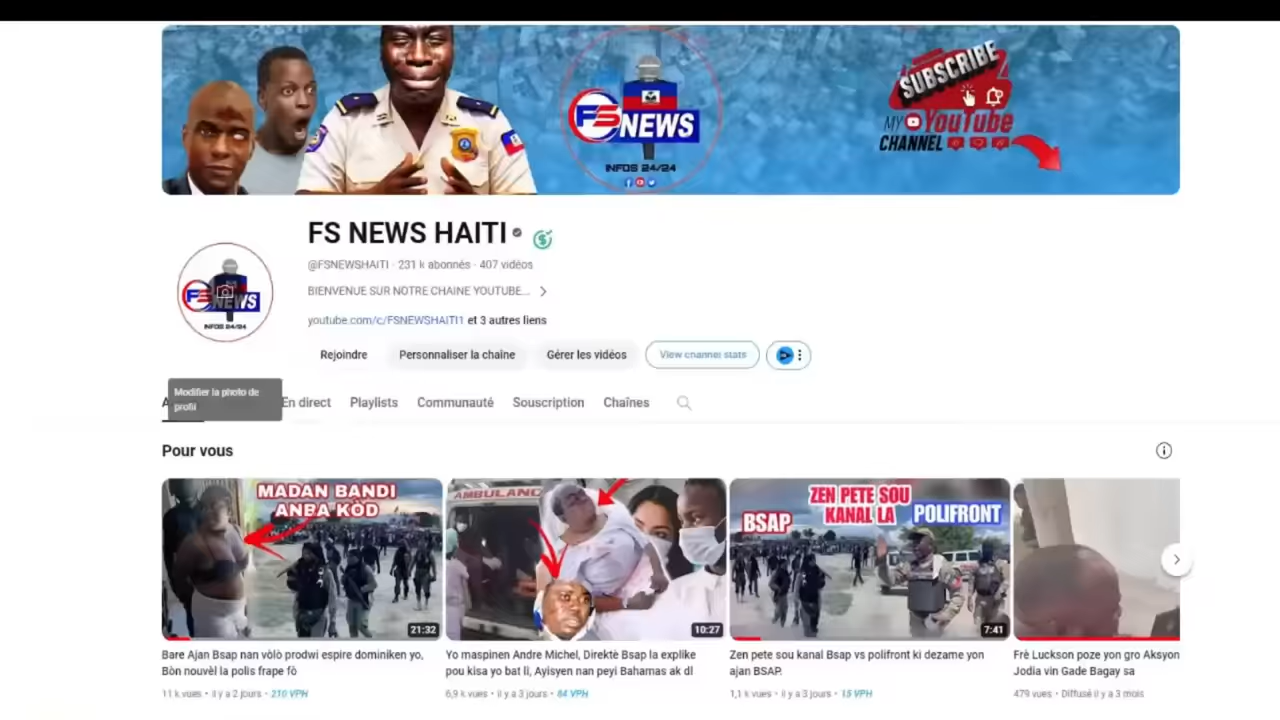 SUBSCRIBE
MY YouTube
CHANNEL
FS NEWS
INFOS 24/24
FS NEWS HAITI
@FSNEWSHAITI · 231 k abonnés · 407 vidéos
BIENVENUE SUR NOTRE CHAINE YOUTUBE...
youtube.com/c/FSNEWSHAITI1 et 3 autres liens
FS NEWS
INFOS 24/24
Rejoindre Personnaliser la chaîne Gérer les vidéos View channel stats
Modifier la photo de
profil
En direct Playlists Communauté Souscription Chaînes
Pour vous
MADAN BANDI
ANBA KÒD
21:32
AMBULANC
10:27
ZEN PETE SOU
KANAL LA
BSAP
POLIFRONT
7:41
Bare Ajan Bsap nan vòlò prodwi espire dominiken yo,
Bòn nouvèl la polis frape fò
11 k vues · il y a 2 jours · 210 VPH
Yo maspinen Andre Michel, Direktè Bsap la eksplike
pou kisa yo bat li, Ayisyen nan peyi Bahamas ak dl
6,9 k vues · il y a 3 jours · 84 VPH
Zen pete sou kanal Bsap vs polifront ki dezame yon
ajan BSAP.
1,1 k vues · il y a 3 jours · 15 VPH
Frè Luckson poze yon gro Aksyon
Jodia vin Gade Bagay sa
479 vues · Diffusé il y a 3 mois